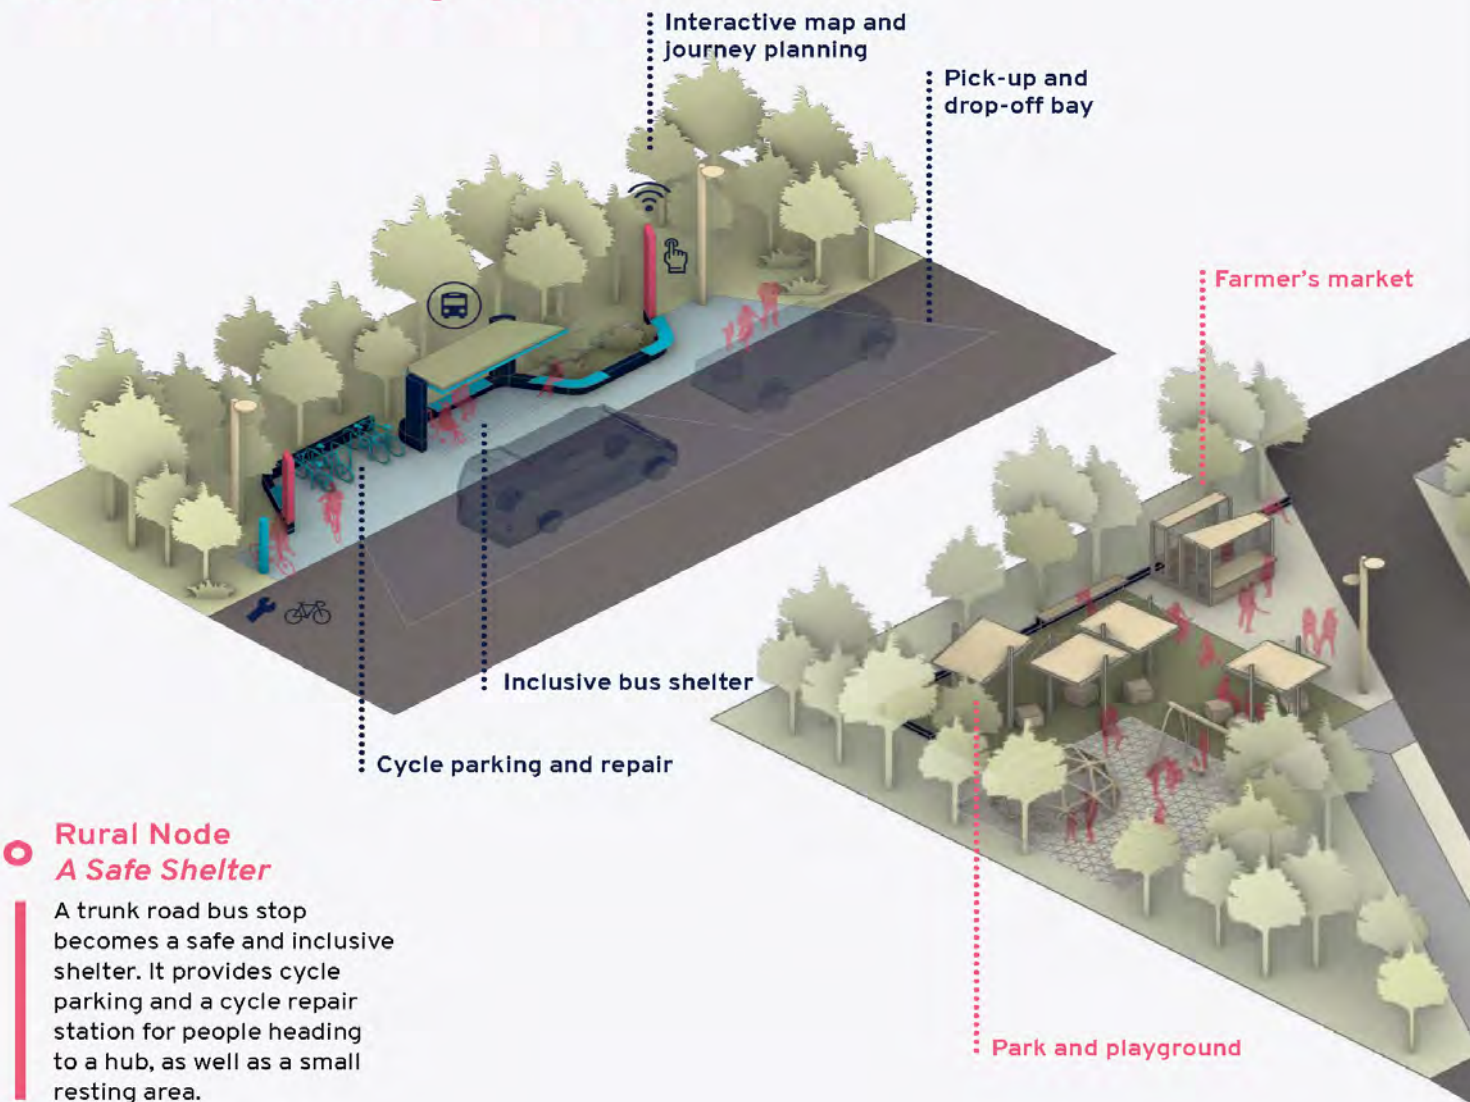 Interactive map and
journey planning
Pick-up and
drop-off bay
Farmer's market
Inclusive bus shelter
Cycle parking and repair
Rural Node
A Safe Shelter
A trunk road bus stop
becomes a safe and inclusive
shelter. It provides cycle
parking and a cycle repair
station for people heading
to a hub, as well as a small
resting area.
Park and playground